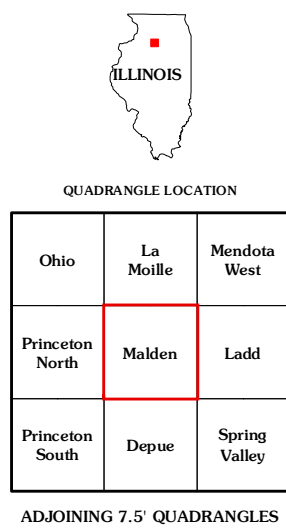 ILLINOIS
QUADRANGLE LOCATION
Ohio
La
Moille
Mendota
West
Princeton
North
Malden
Ladd
Princeton
South
Depue
Spring
Valley
ADJOINING 7.5' QUADRANGLES